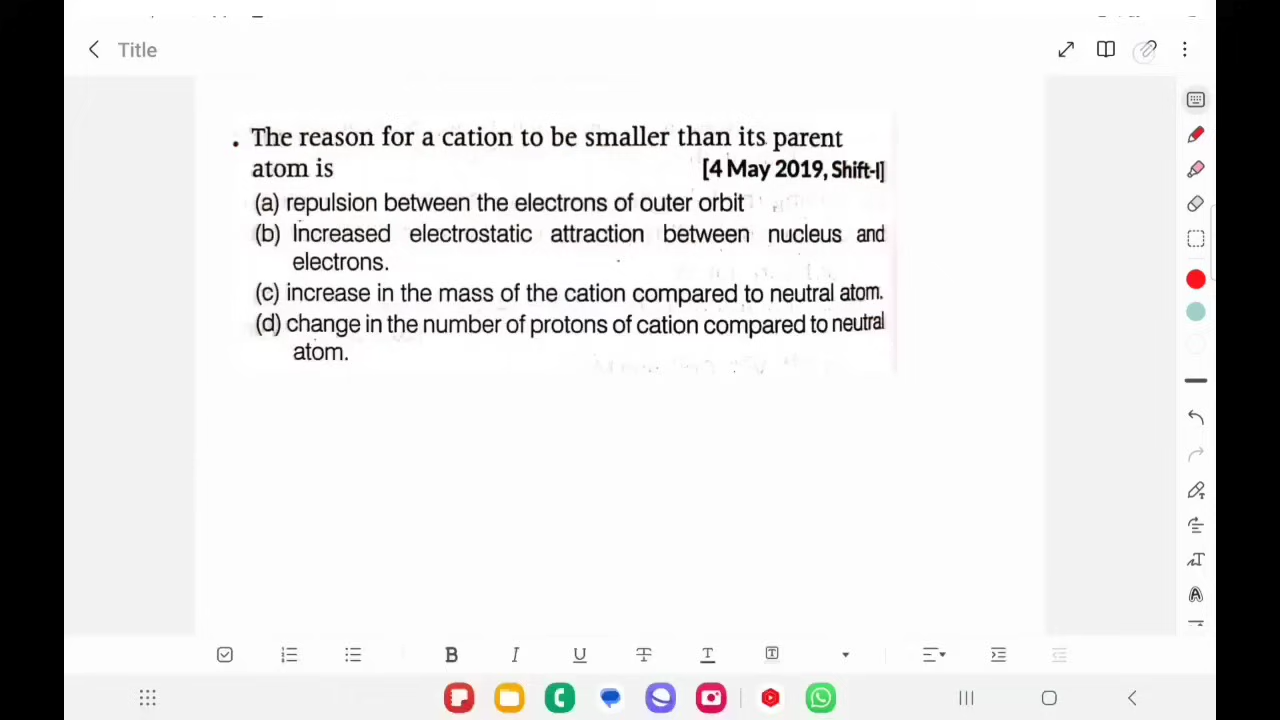 Title
. The reason for a cation to be smaller than its parent
atom is [4 May 2019, Shift-I]
(a) repulsion between the electrons of outer orbit
(b) Increased electrostatic attraction between nucleus and
electrons.
(c) increase in the mass of the cation compared to neutral atom.
(d) change in the number of protons of cation compared to neutral
atom.
B I U T T T